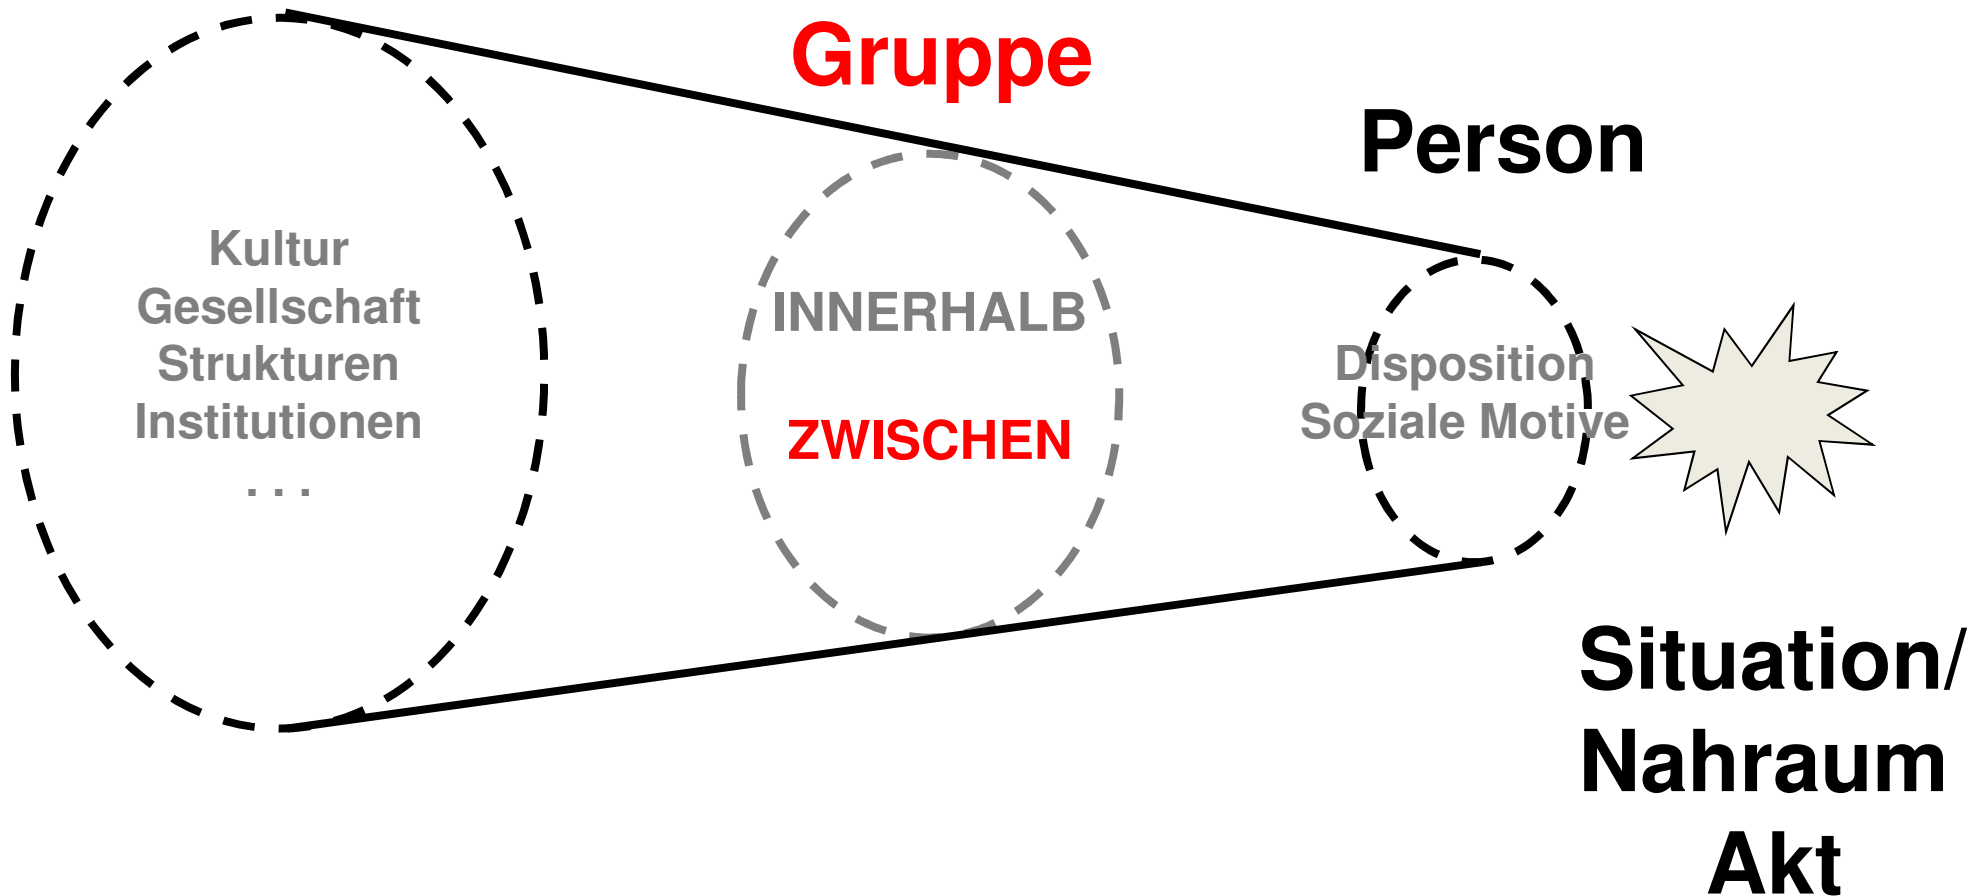 Gruppe
Person
Kultur
Gesellschaft
Strukturen
Institutionen
. . .
INNERHALB
ZWISCHEN
Disposition
Soziale Motive
Situation/
Nahraum
Akt